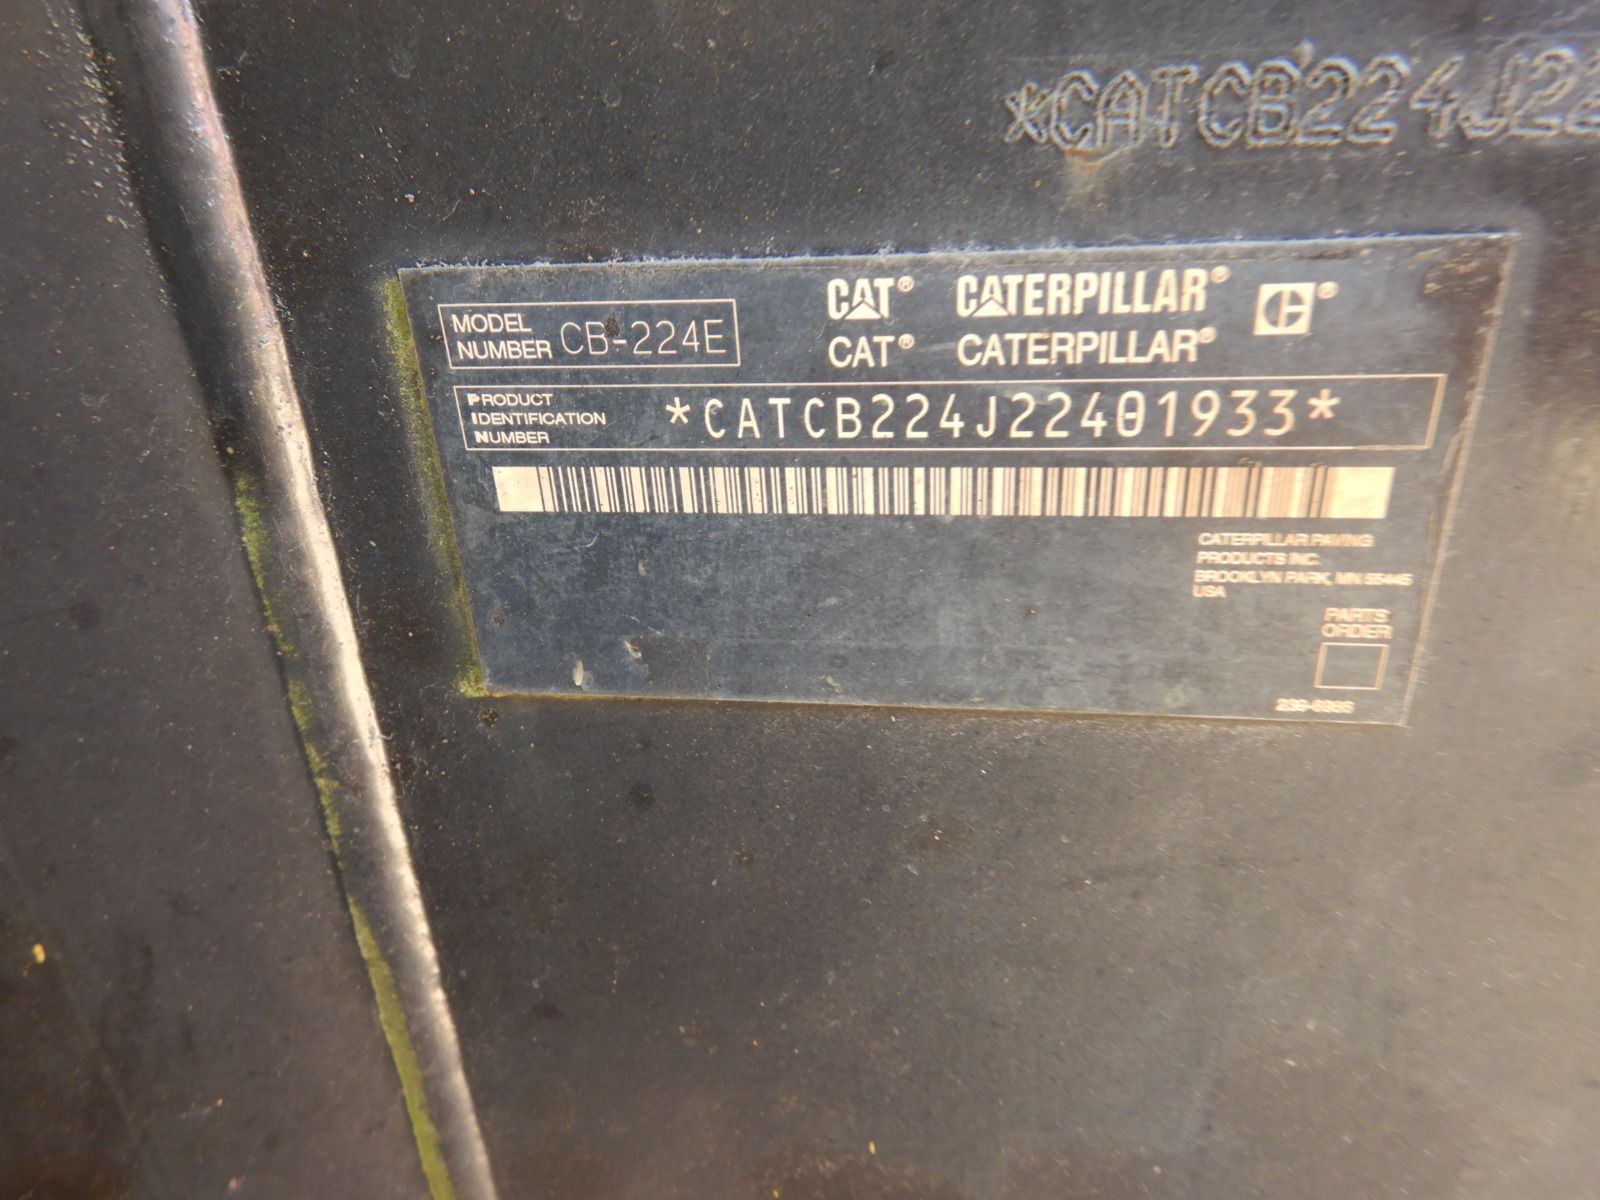 *CATCB224J22
MODEL NUMBER CB-224E
CAT® CATERPILLAR® ®
CAT® CATERPILLAR®
PRODUCT
IDENTIFICATION
NUMBER
*CATCB224J22401933*
CATERPILLAR PAVING
PRODUCTS INC.
BROOKLYN PARK, MN 55445
USA
PARTS
ORDER